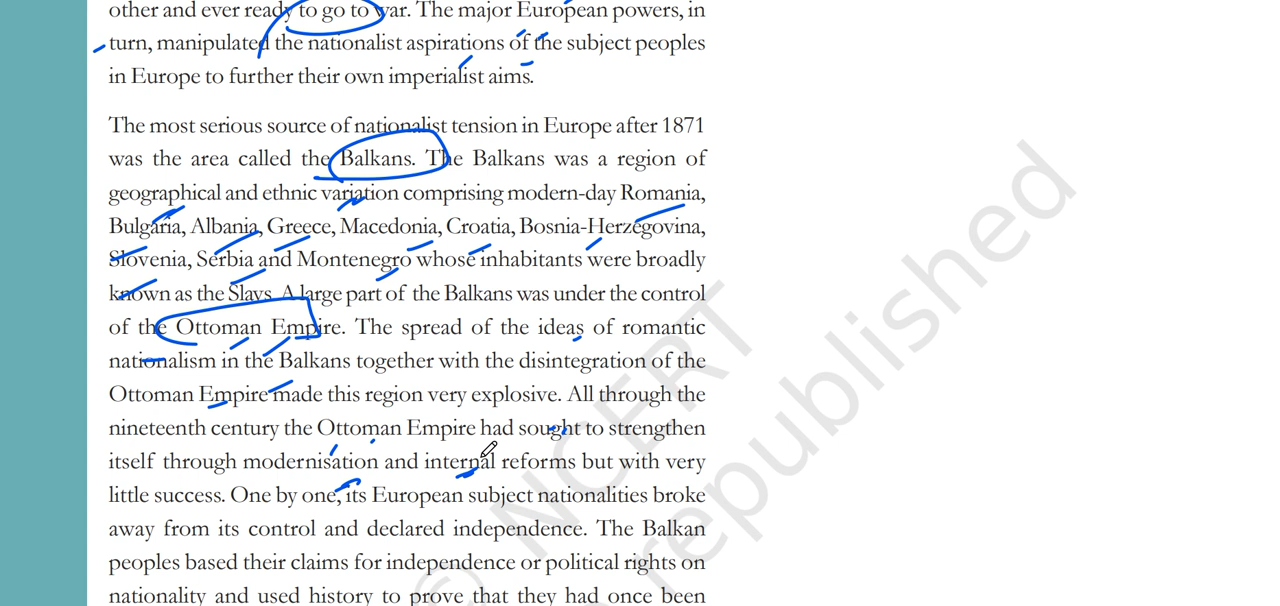 other and ever ready to go to war. The major European powers, in
turn, manipulated the nationalist aspirations of the subject peoples
in Europe to further their own imperialist aims.
The most serious source of nationalist tension in Europe after 1871
was the area called the Balkans. The Balkans was a region of
geographical and ethnic variation comprising modern-day Romania,
Bulgaria, Albania, Greece, Macedonia, Croatia, Bosnia-Herzegovina,
Slovenia, Serbia and Montenegro whose inhabitants were broadly
known as the Slavs. A large part of the Balkans was under the control
of the Ottoman Empire. The spread of the ideas of romantic
nationalism in the Balkans together with the disintegration of the
Ottoman Empire made this region very explosive. All through the
nineteenth century the Ottoman Empire had sought to strengthen
itself through modernisation and internal reforms but with very
little success. One by one, its European subject nationalities broke
away from its control and declared independence. The Balkan
peoples based their claims for independence or political rights on
nationality and used history to prove that they had once been
© NCERT
republished